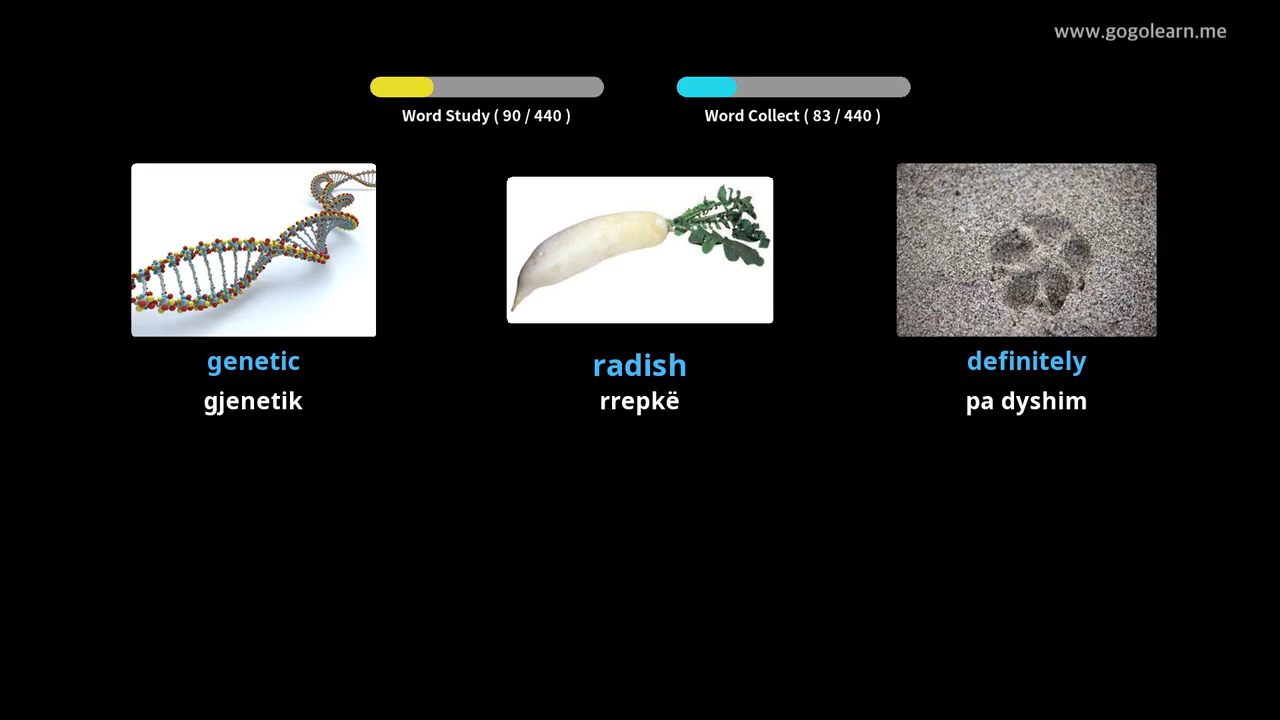 www.gogolearn.me
Word Study ( 90 / 440 )
Word Collect ( 83 / 440 )
genetic
gjenetik
radish
rrepkë
definitely
pa dyshim